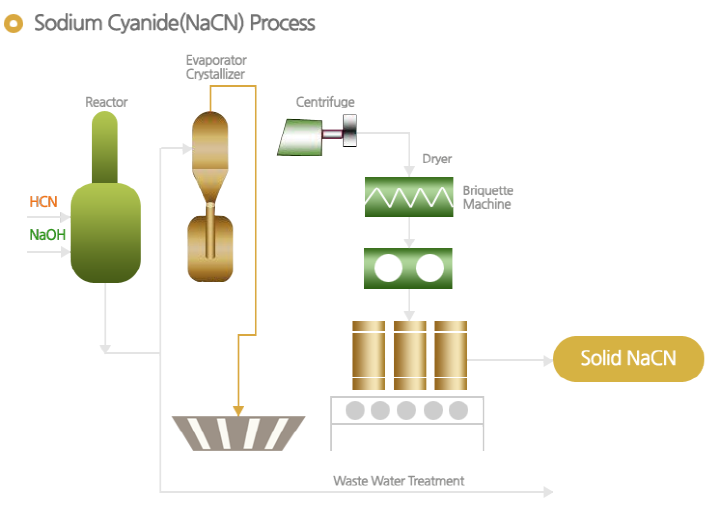 Sodium Cyanide(NaCN) Process
Evaporator
Crystallizer
Reactor
Centrifuge
Dryer
Briquette
Machine
HCN
NaOH
Solid NaCN
Waste Water Treatment